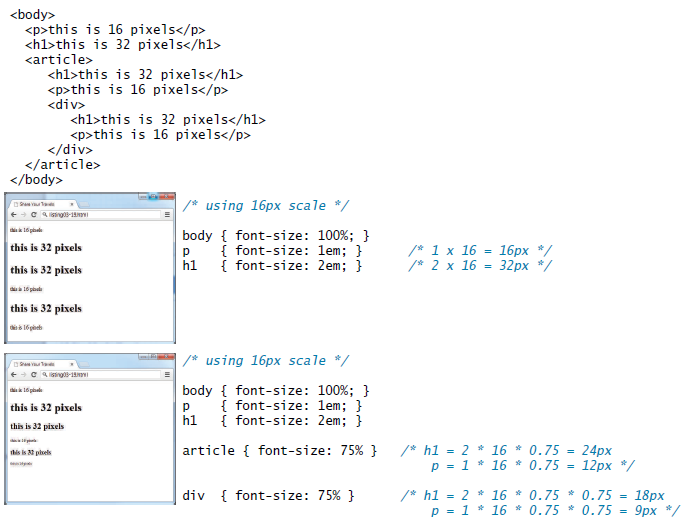 <body>
<p>this is 16 pixels</p>
<h1>this is 32 pixels</h1>
<article>
<h1>this is 32 pixels</h1>
<p>this is 16 pixels</p>
<div>
<h1>this is 32 pixels</h1>
<p>this is 16 pixels</p>
</div>
</article>
</body>
Share Your Travels
listing03-19.html
this is 16 pixels
this is 32 pixels
this is 32 pixels
this is 16 pixels
this is 32 pixels
this is 16 pixels
/* using 16px scale */
body { font-size: 100%; }
p { font-size: 1em; } /* 1 x 16 = 16px */
h1 { font-size: 2em; } /* 2 x 16 = 32px */
Share Your Travels
listing03-19.html
this is 16 pixels
this is 32 pixels
this is 32 pixels
this is 16 pixels
this is 32 pixels
this is 16 pixels
/* using 16px scale */
body { font-size: 100%; }
p { font-size: 1em; }
h1 { font-size: 2em; }
article { font-size: 75% } /* h1 = 2 * 16 * 0.75 = 24px
p = 1 * 16 * 0.75 = 12px */
div { font-size: 75% } /* h1 = 2 * 16 * 0.75 * 0.75 = 18px
p = 1 * 16 * 0.75 * 0.75 = 9px */